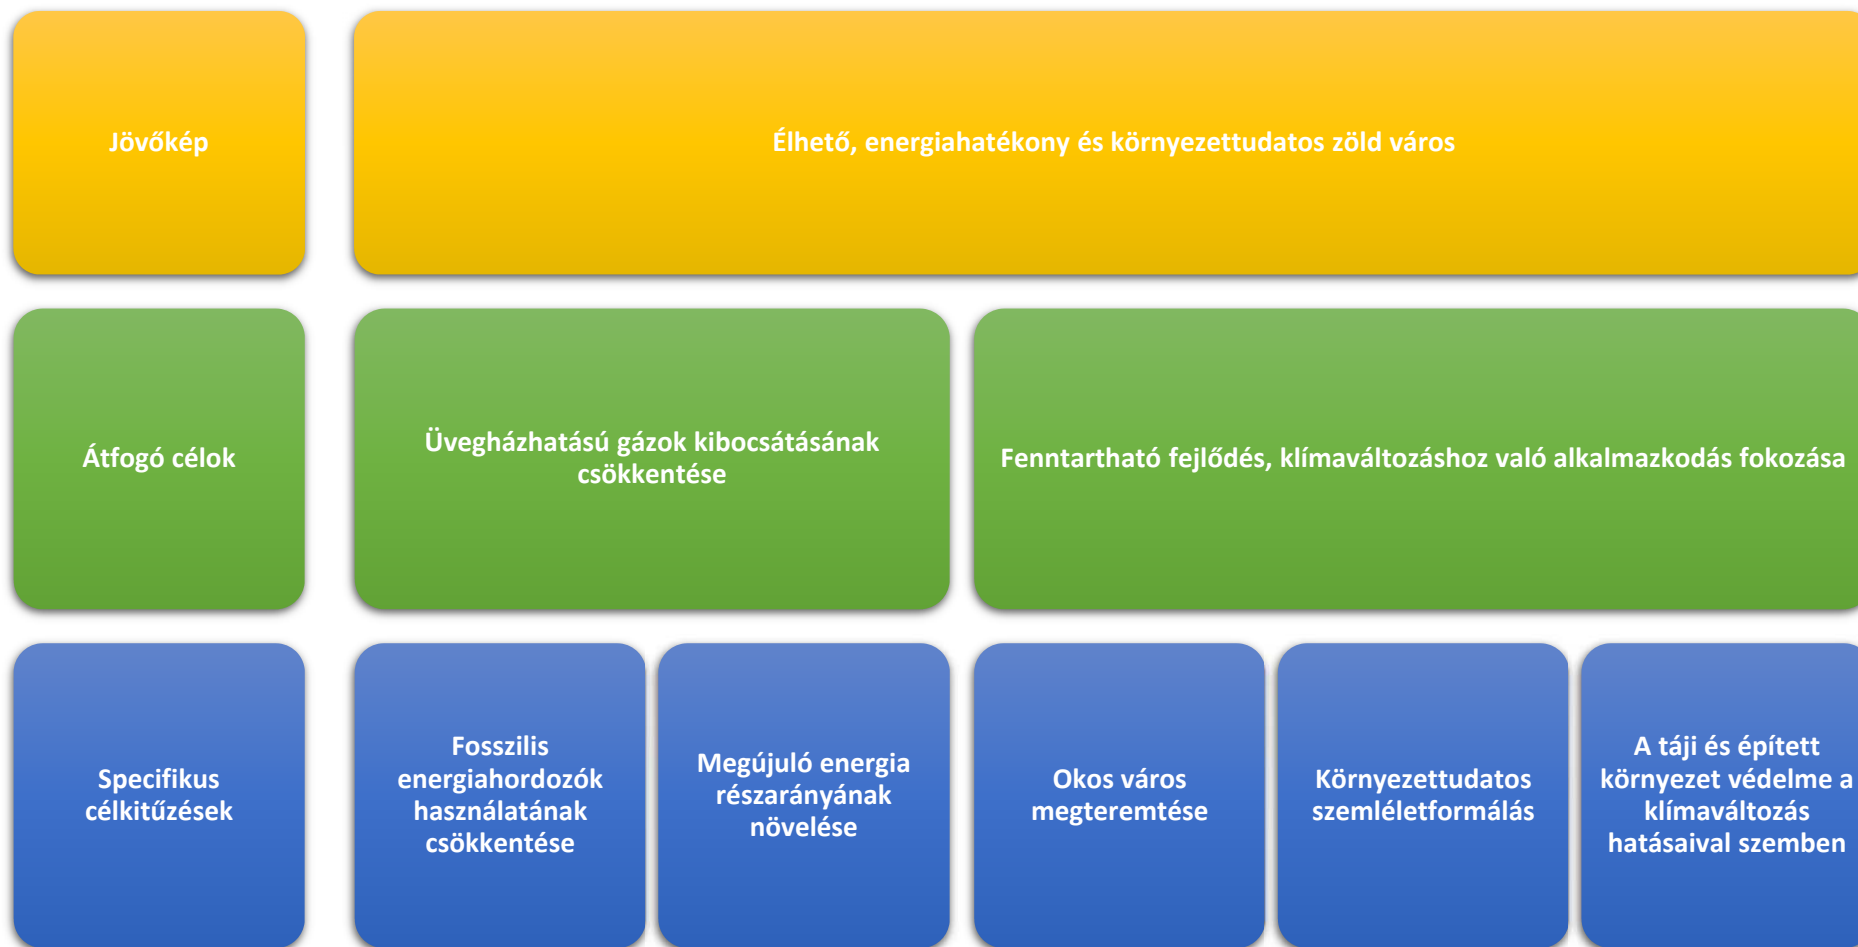 Jövőkép
Élhető, energiahatékony és környezettudatos zöld város
Átfogó célok
Üvegházhatású gázok kibocsátásának
csökkentése
Fenntartható fejlődés, klímaváltozáshoz való alkalmazkodás fokozása
Specifikus
célkitűzések
Fosszilis
energiahordozók
használatának
csökkentése
Megújuló energia
részarányának
növelése
Okos város
megteremtése
Környezettudatos
szemléletformálás
A táji és épített
környezet védelme a
klímaváltozás
hatásaival szemben